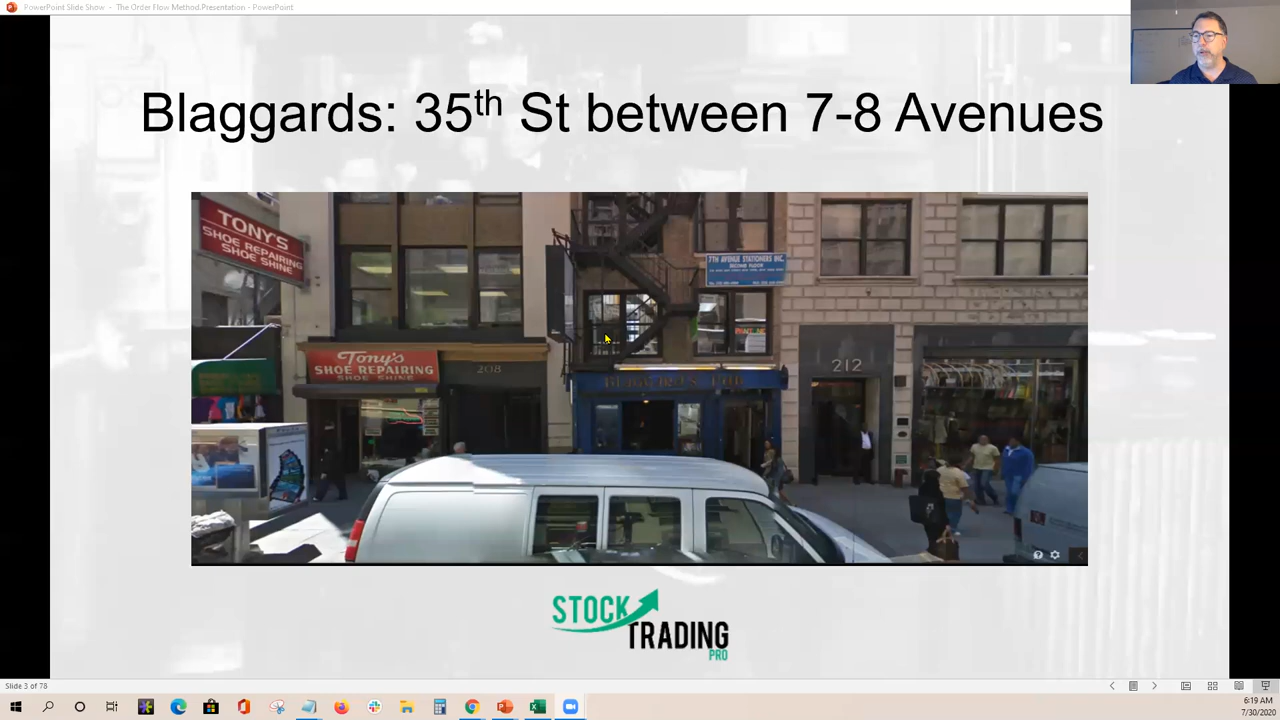 PowerPoint Slide Show - The Order Flow Method.Presentation - PowerPoint
Blaggards: 35th St between 7-8 Avenues
TONY'S
SHOE REPAIRING
SHOE SHINE
7TH AVENUE STATIONERS INC.
Tony's
SHOE REPAIRING
SHOE SHINE
208
212
STOCK
TRADING
PRO
Slide 3 of 78
6:19 AM
7/30/2020